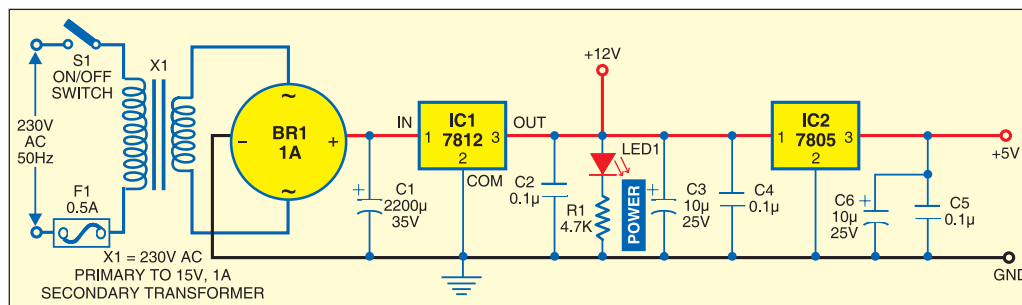 S1
ON/OFF
SWITCH
230V
AC
50Hz
F1
0.5A
X1
X1 = 230V AC
PRIMARY TO 15V, 1A
SECONDARY TRANSFORMER
~
BR1
1A
− +
~
C1
2200µ
35V
+
IN
IC1
1 7812 3
2
OUT
COM
C2
0.1µ
+12V
LED1
R1
4.7K
POWER
+
C3
10µ
25V
C4
0.1µ
IC2
1 7805 3
2
C6
10µ
25V
+
C5
0.1µ
+5V
GND